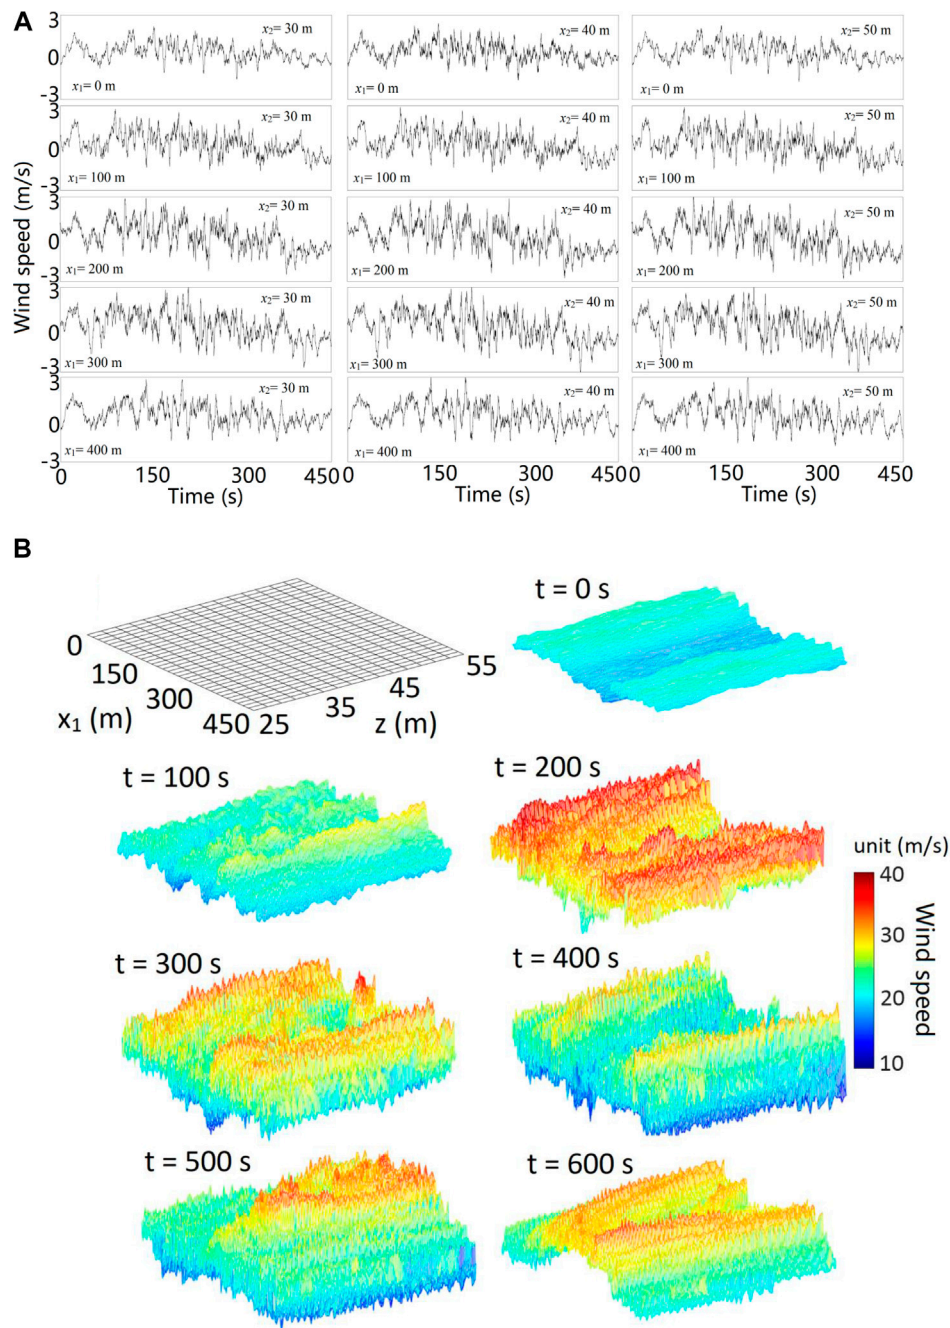 A
Wind speed (m/s)
3
0
-3
x₂= 30 m
x₁= 0 m
x₂= 40 m
x₁= 0 m
x₂= 50 m
x₁= 0 m
3
0
-3
x₂= 30 m
x₁= 100 m
x₂= 40 m
x₁= 100 m
x₂= 50 m
x₁= 100 m
3
0
-3
x₂= 30 m
x₁= 200 m
x₂= 40 m
x₁= 200 m
x₂= 50 m
x₁= 200 m
3
0
-3
x₂= 30 m
x₁= 300 m
x₂= 40 m
x₁= 300 m
x₂= 50 m
x₁= 300 m
3
0
-3
x₂= 30 m
x₁= 400 m
x₂= 40 m
x₁= 400 m
x₂= 50 m
x₁= 400 m
0 150 300 450 0 150 300 450 0 150 300 450
Time (s) Time (s) Time (s)
B
0
150
300
450
x₁ (m)
25
35
45
55
z (m)
t = 0 s
t = 100 s
t = 200 s
t = 300 s
t = 400 s
t = 500 s
t = 600 s
unit (m/s)
40
30
20
10
Wind speed